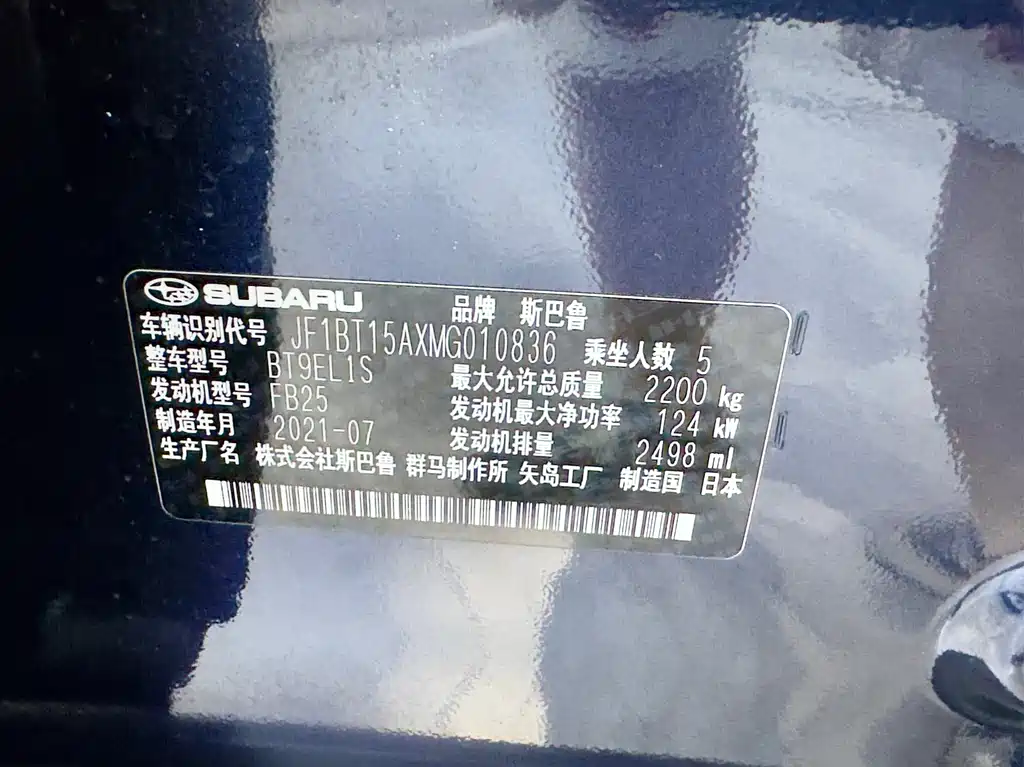 SUBARU 品牌 斯巴鲁
车辆识别代号 JF1BT15AXMG010836 乘坐人数 5
整车型号 BT9EL1S 最大允许总质量 2200 kg
发动机型号 FB25 发动机最大净功率 124 kW
制造年月 2021-07 发动机排量 2498 ml
生产厂名 株式会社斯巴鲁 群马制作所 矢岛工厂 制造国 日本